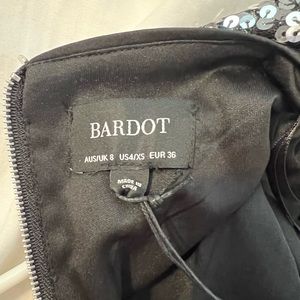 BARDOT
AUS/UK 8 US4/XS EUR 36
MADE IN
CHINA